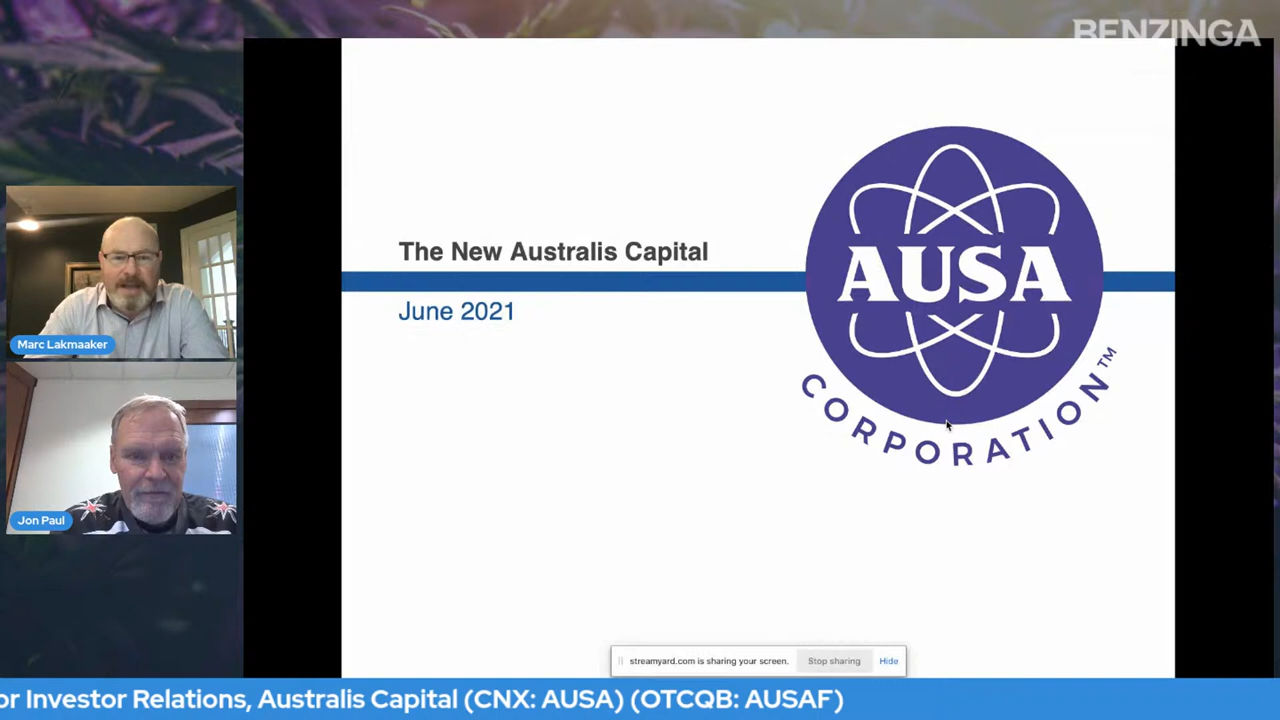 BENZINGA
The New Australis Capital
June 2021
AUSA
CORPORATION™
Marc Lakmaaker
Jon Paul
streamyard.com is sharing your screen.
Stop sharing
Hide
or Investor Relations, Australis Capital (CNX: AUSA) (OTCQB: AUSAF)